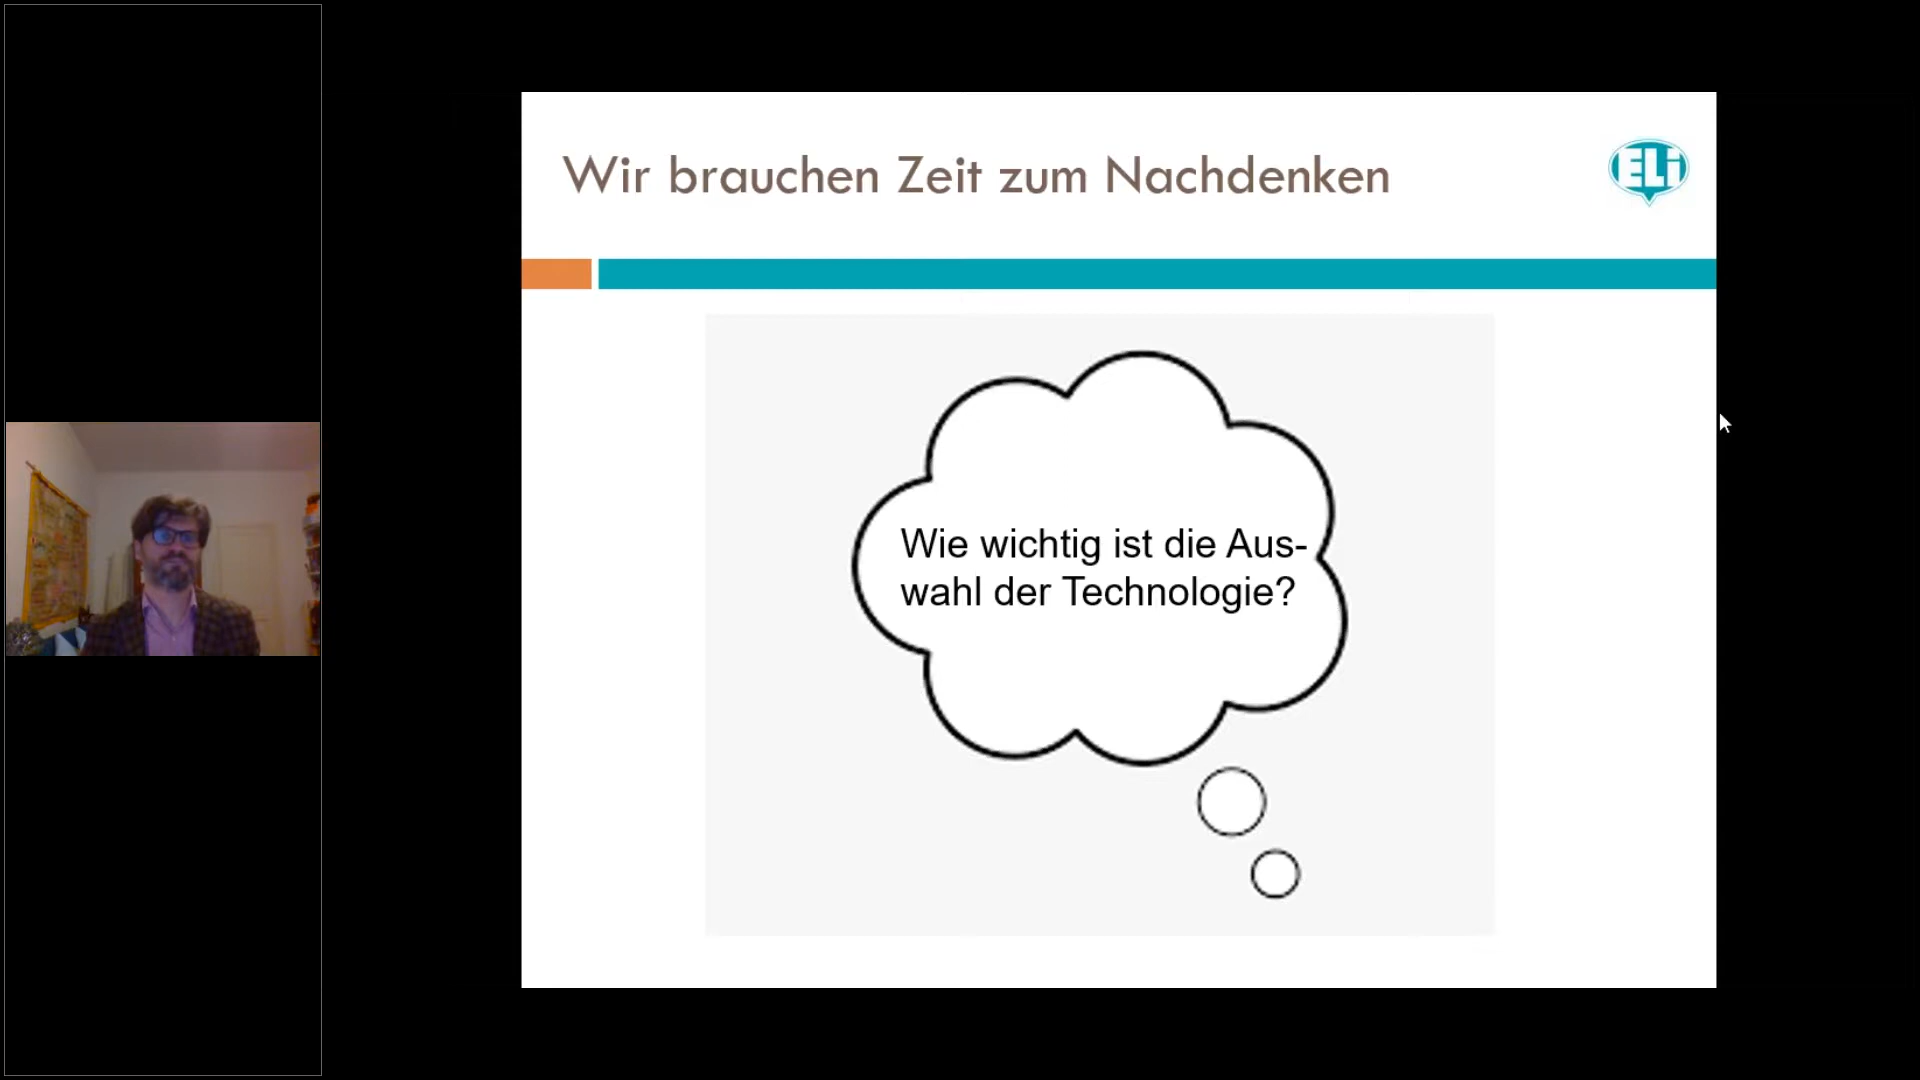 Wir brauchen Zeit zum Nachdenken
ELi
Wie wichtig ist die Aus-
wahl der Technologie?